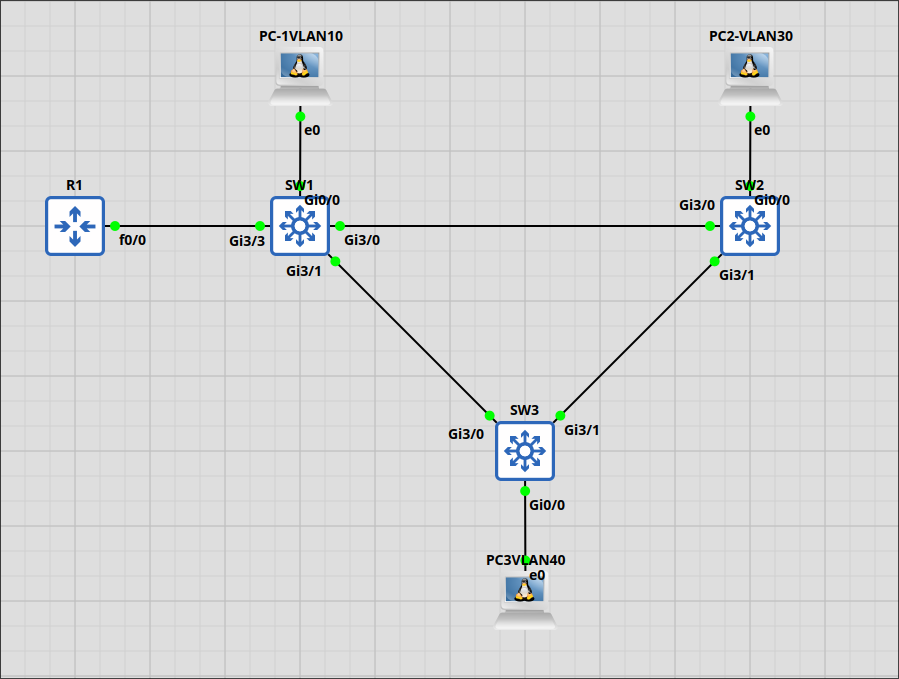 PC-1VLAN10
PC2-VLAN30
e0
e0
R1
SW1
Gi0/0
SW2
Gi0/0
Gi3/0
f0/0
Gi3/3
Gi3/0
Gi3/1
Gi3/1
SW3
Gi3/0
Gi3/1
Gi0/0
PC3VLAN40
e0